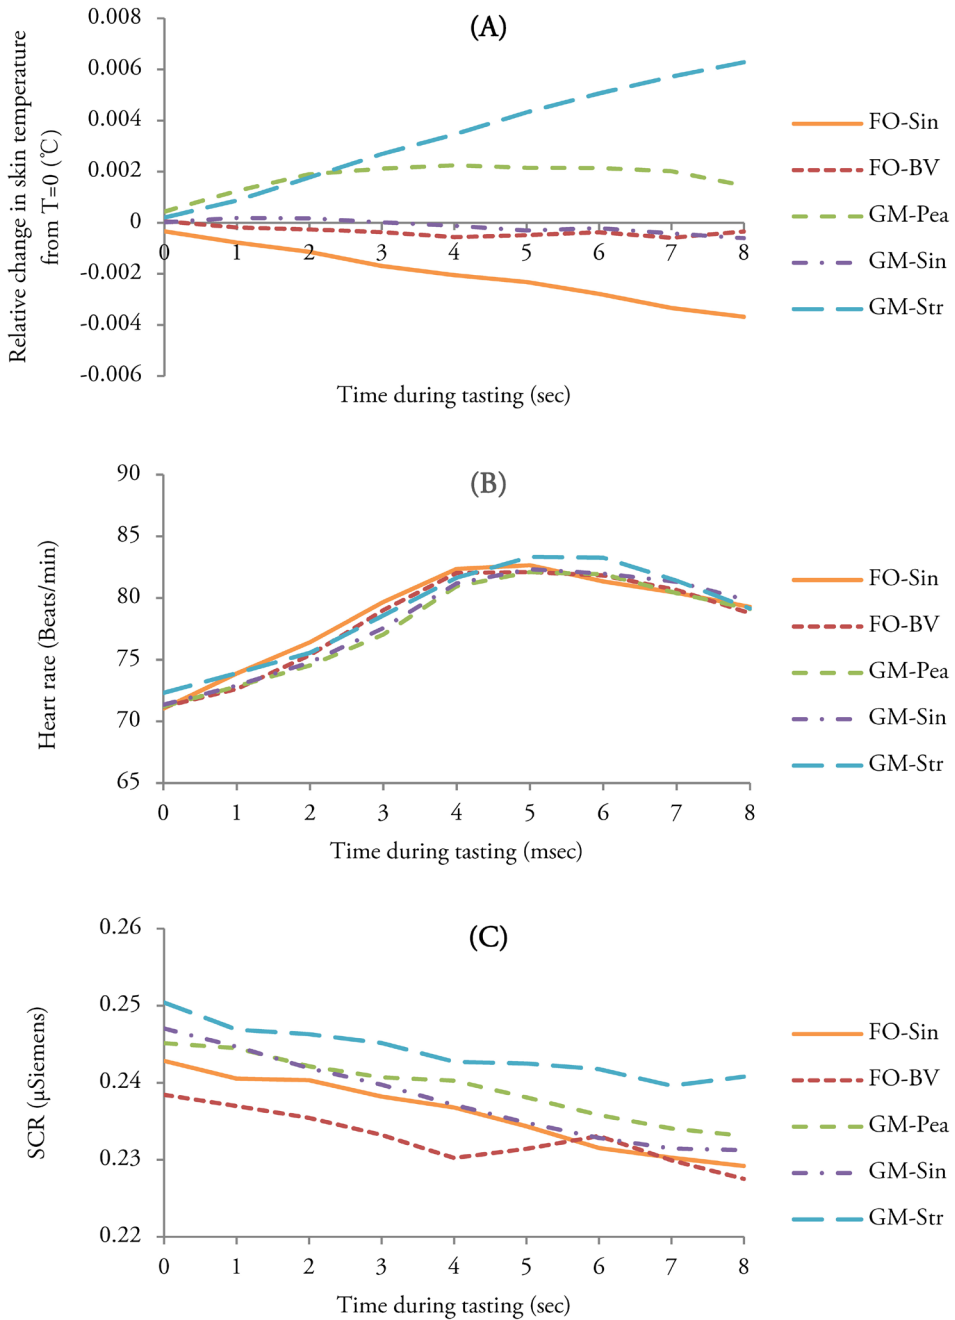 (A)
Relative change in skin temperature
from T=0 (℃)
0.008
0.006
0.004
0.002
0
-0.002
-0.004
-0.006
0 1 2 3 4 5 6 7 8
Time during tasting (sec)
FO-Sin
FO-BV
GM-Pea
GM-Sin
GM-Str
(B)
Heart rate (Beats/min)
90
85
80
75
70
65
0 1 2 3 4 5 6 7 8
Time during tasting (msec)
FO-Sin
FO-BV
GM-Pea
GM-Sin
GM-Str
(C)
SCR (μSiemens)
0.26
0.25
0.24
0.23
0.22
0 1 2 3 4 5 6 7 8
Time during tasting (sec)
FO-Sin
FO-BV
GM-Pea
GM-Sin
GM-Str